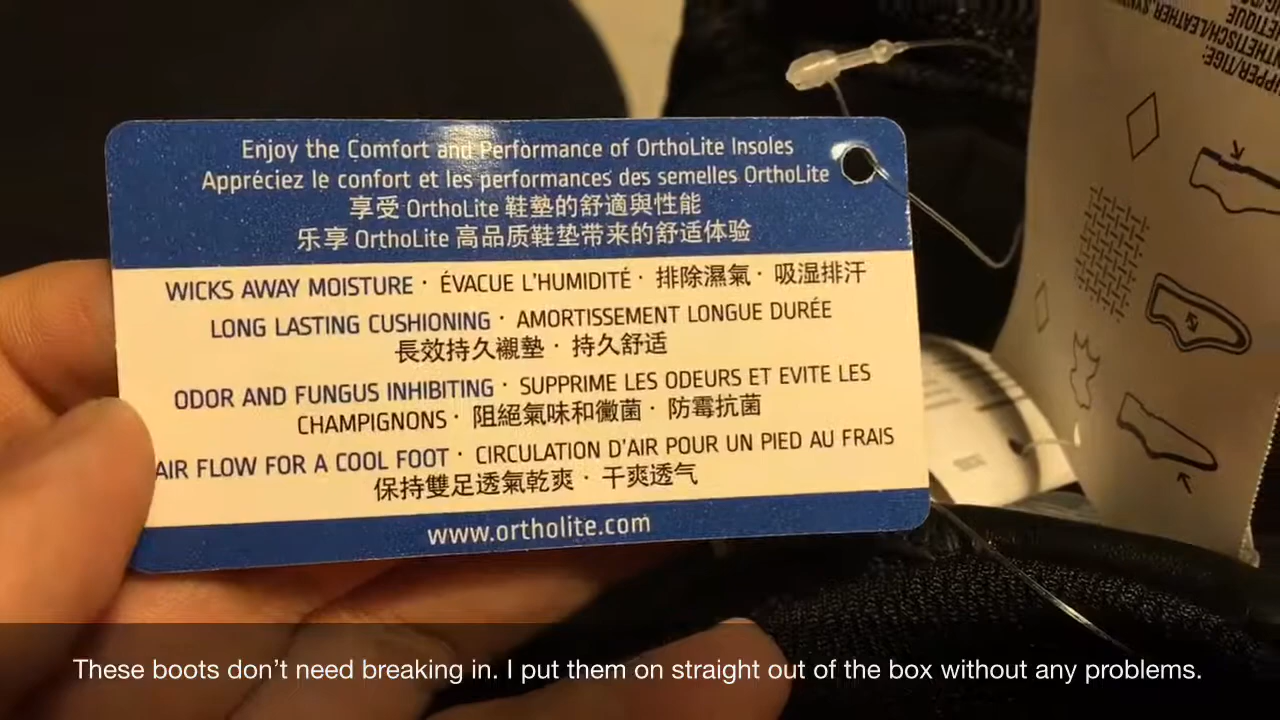 Enjoy the Comfort and Performance of OrthoLite Insoles
Appréciez le confort et les performances des semelles OrthoLite
享受 OrthoLite 鞋墊的舒適與性能
乐享 OrthoLite 高品质鞋垫带来的舒适体验
WICKS AWAY MOISTURE · ÉVACUE L'HUMIDITÉ · 排除濕氣 · 吸湿排汗
LONG LASTING CUSHIONING · AMORTISSEMENT LONGUE DURÉE
長效持久襯墊 · 持久舒适
ODOR AND FUNGUS INHIBITING · SUPPRIME LES ODEURS ET EVITE LES
CHAMPIGNONS · 阻絕氣味和黴菌 · 防霉抗菌
AIR FLOW FOR A COOL FOOT · CIRCULATION D'AIR POUR UN PIED AU FRAIS
保持雙足透氣乾爽 · 干爽透气
www.ortholite.com
UPPER/TIGE:
These boots don't need breaking in. I put them on straight out of the box without any problems.